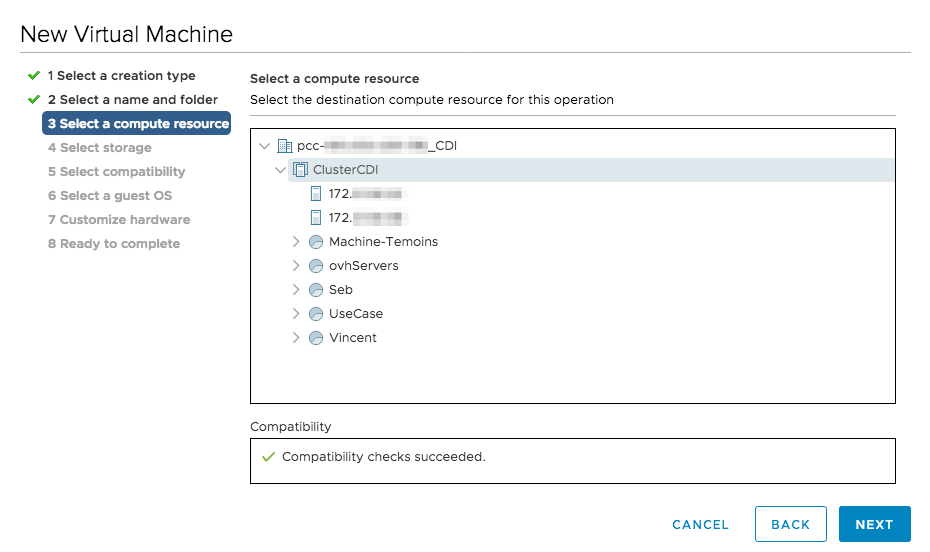 New Virtual Machine
1 Select a creation type
2 Select a name and folder
3 Select a compute resource
4 Select storage
5 Select compatibility
6 Select a guest OS
7 Customize hardware
8 Ready to complete
Select a compute resource
Select the destination compute resource for this operation
pcc-_CDI
ClusterCDI
172.
172.
Machine-Temoins
ovhServers
Seb
UseCase
Vincent
Compatibility
Compatibility checks succeeded.
CANCEL BACK NEXT